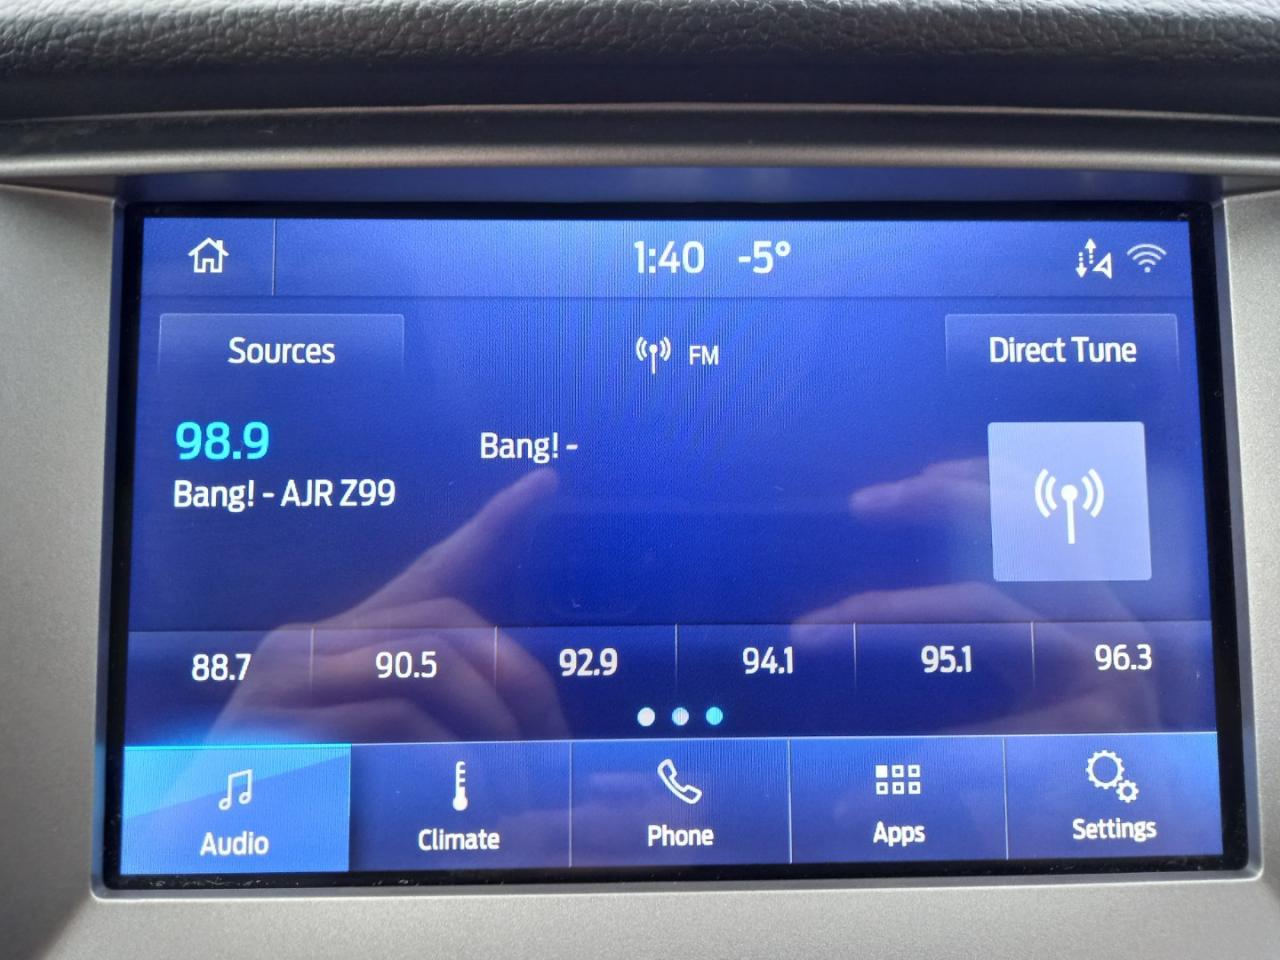 1:40 -5°
Sources FM Direct Tune
98.9 Bang! -
Bang! - AJR Z99
88.7 90.5 92.9 94.1 95.1 96.3
Audio Climate Phone Apps Settings